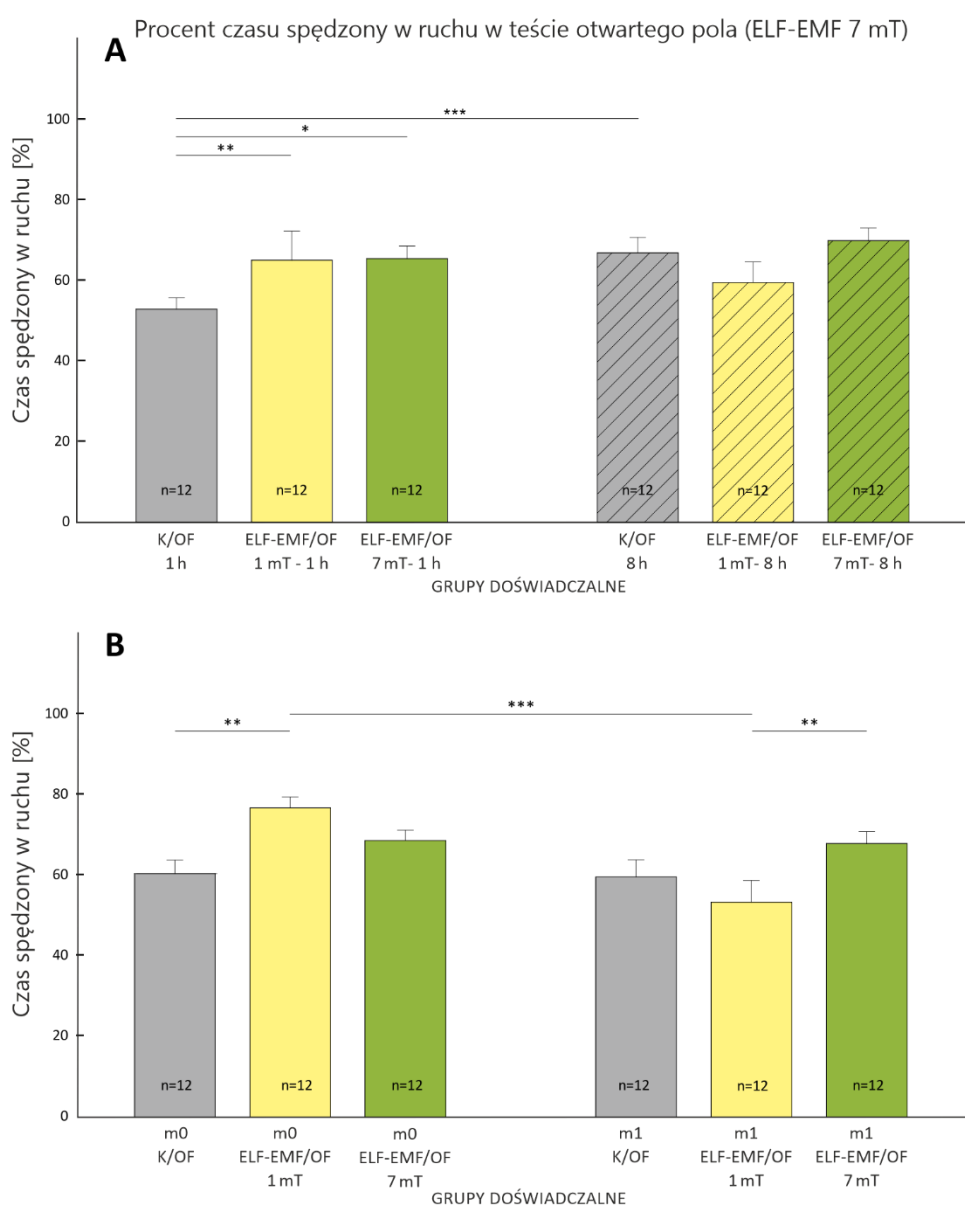 Procent czasu spędzony w ruchu w teście otwartego pola (ELF-EMF 7 mT)
A
Czas spędzony w ruchu [%]
100
80
60
40
20
0
***
*
**
n=12 n=12 n=12 n=12 n=12 n=12
K/OF ELF-EMF/OF ELF-EMF/OF K/OF ELF-EMF/OF ELF-EMF/OF
1 h 1 mT - 1 h 7 mT- 1 h 8 h 1 mT- 8 h 7 mT- 8 h
GRUPY DOŚWIADCZALNE
B
Czas spędzony w ruchu [%]
100
80
60
40
20
0
***
** **
n=12 n=12 n=12 n=12 n=12 n=12
m0 m0 m0 m1 m1 m1
K/OF ELF-EMF/OF ELF-EMF/OF K/OF ELF-EMF/OF ELF-EMF/OF
1 mT 7 mT 1 mT 7 mT
GRUPY DOŚWIADCZALNE